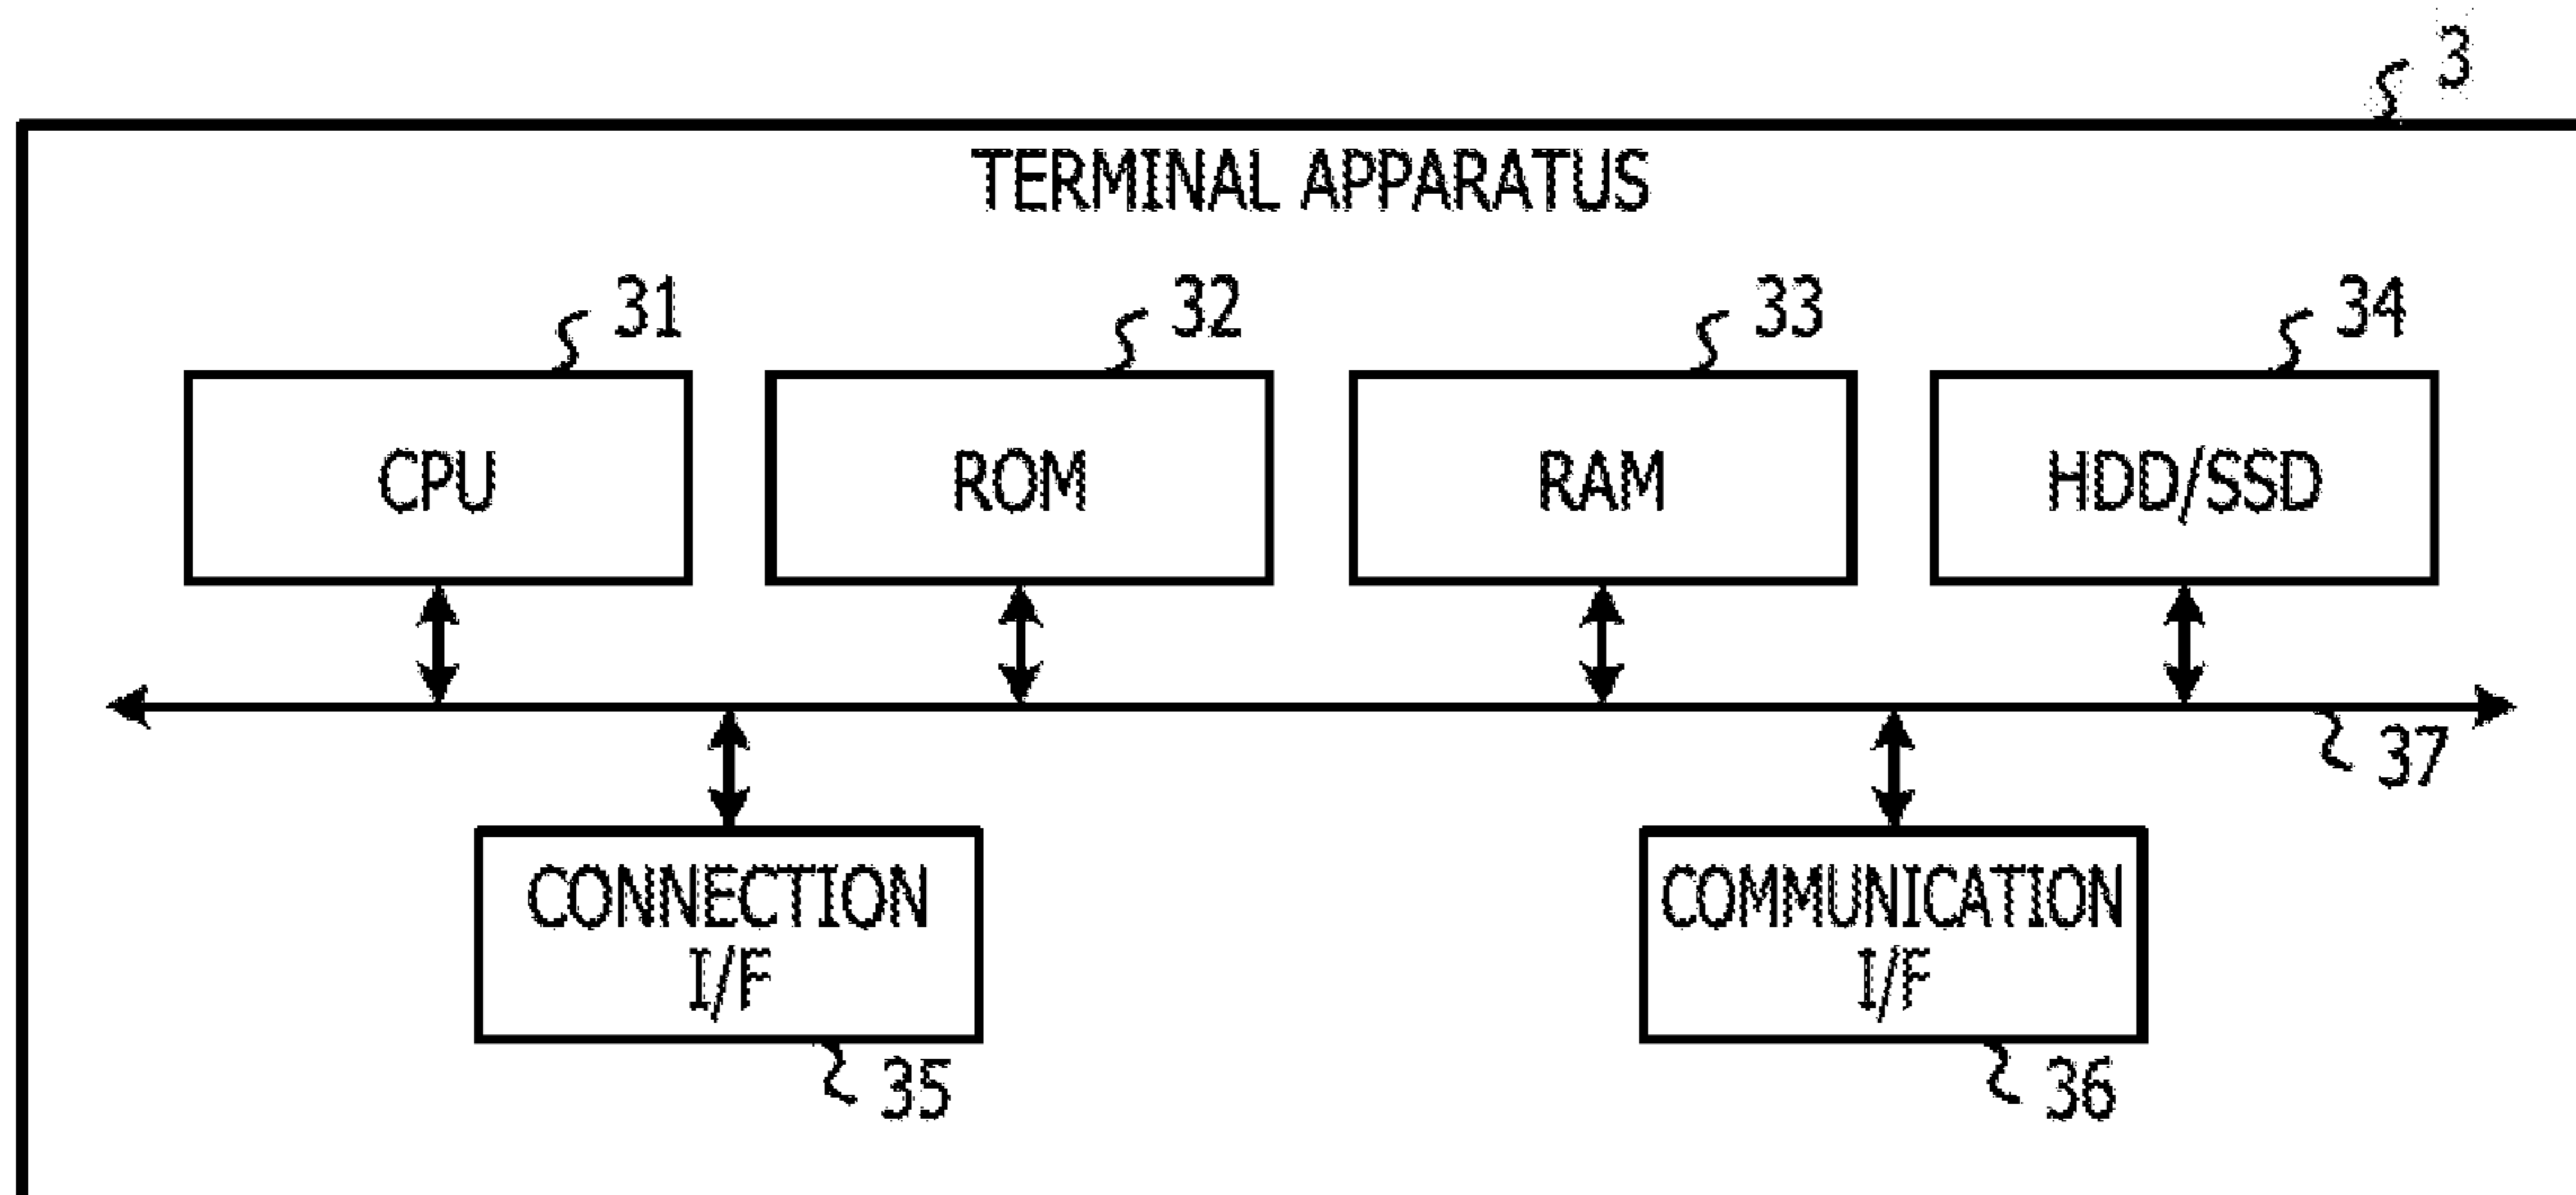 3
TERMINAL APPARATUS
31
32
33
34
CPU
ROM
RAM
HDD/SSD
37
CONNECTION
I/F
COMMUNICATION
I/F
35
36